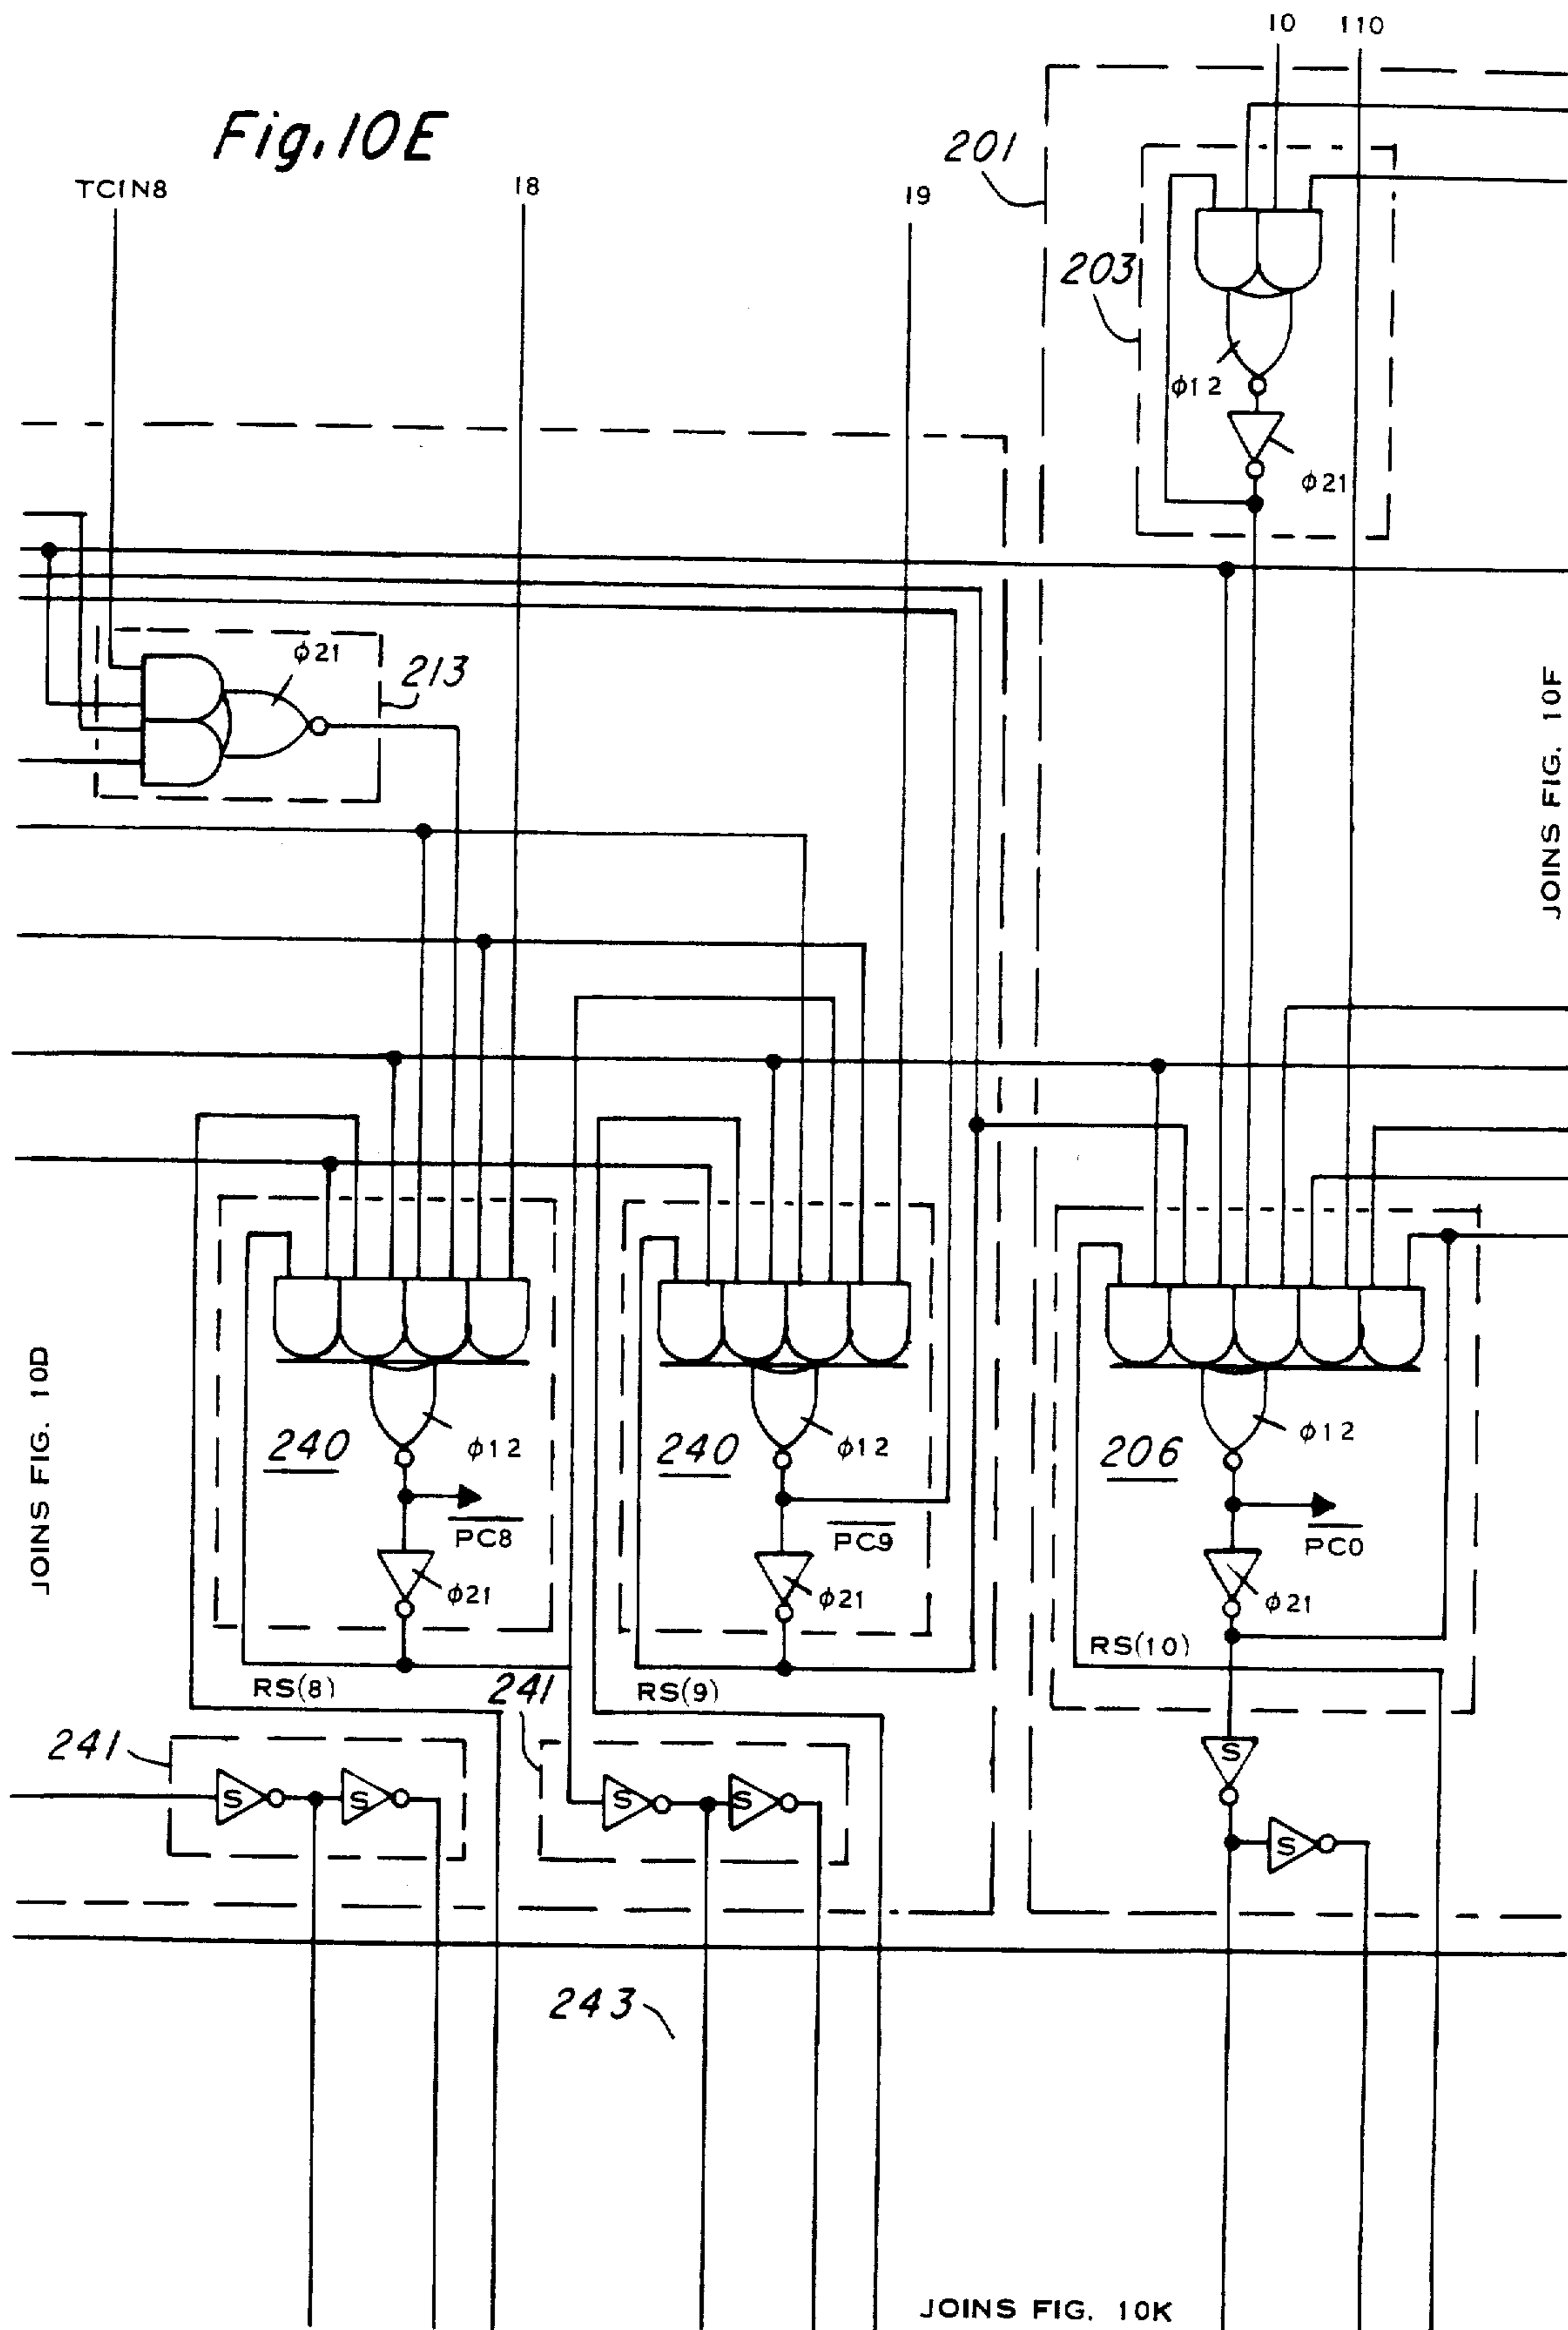 10 110
Fig.10E
201
TCIN8
18
19
203
φ12
φ21
φ21
213
JOINS FIG. 10F
JOINS FIG. 10D
240
φ12
240
φ12
206
φ12
PC8
PC9
PC0
φ21
φ21
φ21
RS(10)
RS(8)
241
RS(9)
241
243
S
S
S
S
S
S
JOINS FIG. 10K